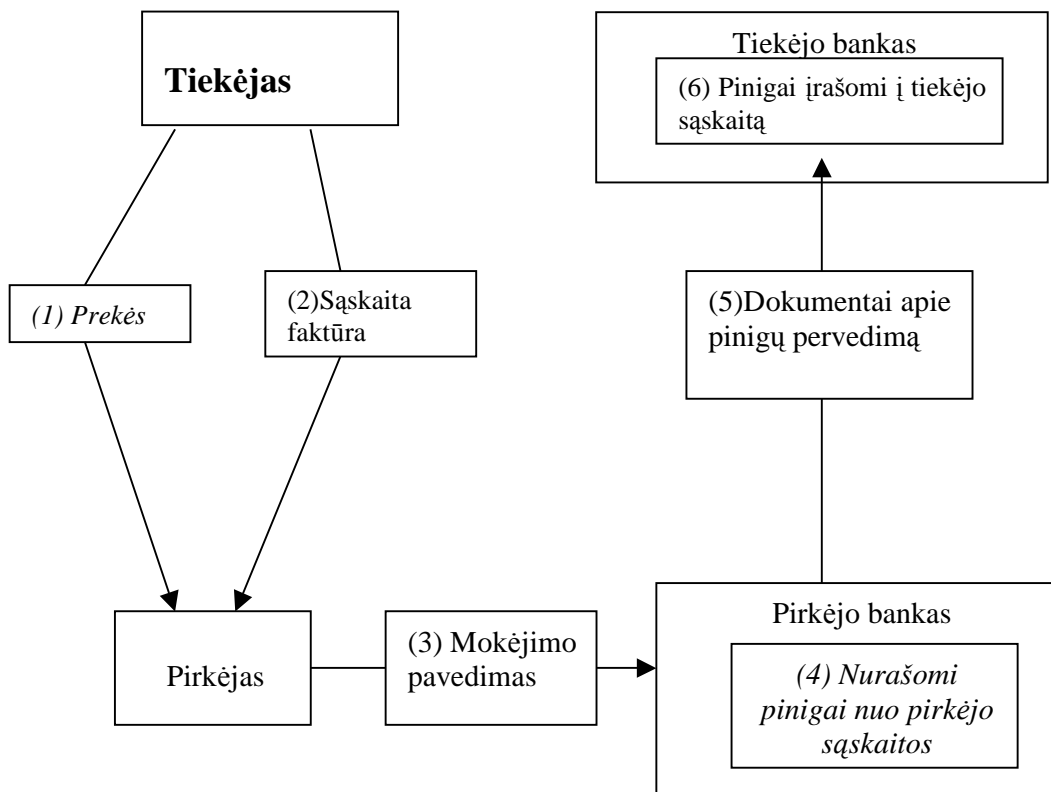 Tiekėjas
Tiekėjo bankas
(6) Pinigai įrašomi į tiekėjo
sąskaitą
(1) Prekės
(2)Sąskaita
faktūra
(5)Dokumentai apie
pinigų pervedimą
Pirkėjas
(3) Mokėjimo
pavedimas
Pirkėjo bankas
(4) Nurašomi
pinigai nuo pirkėjo
sąskaitos